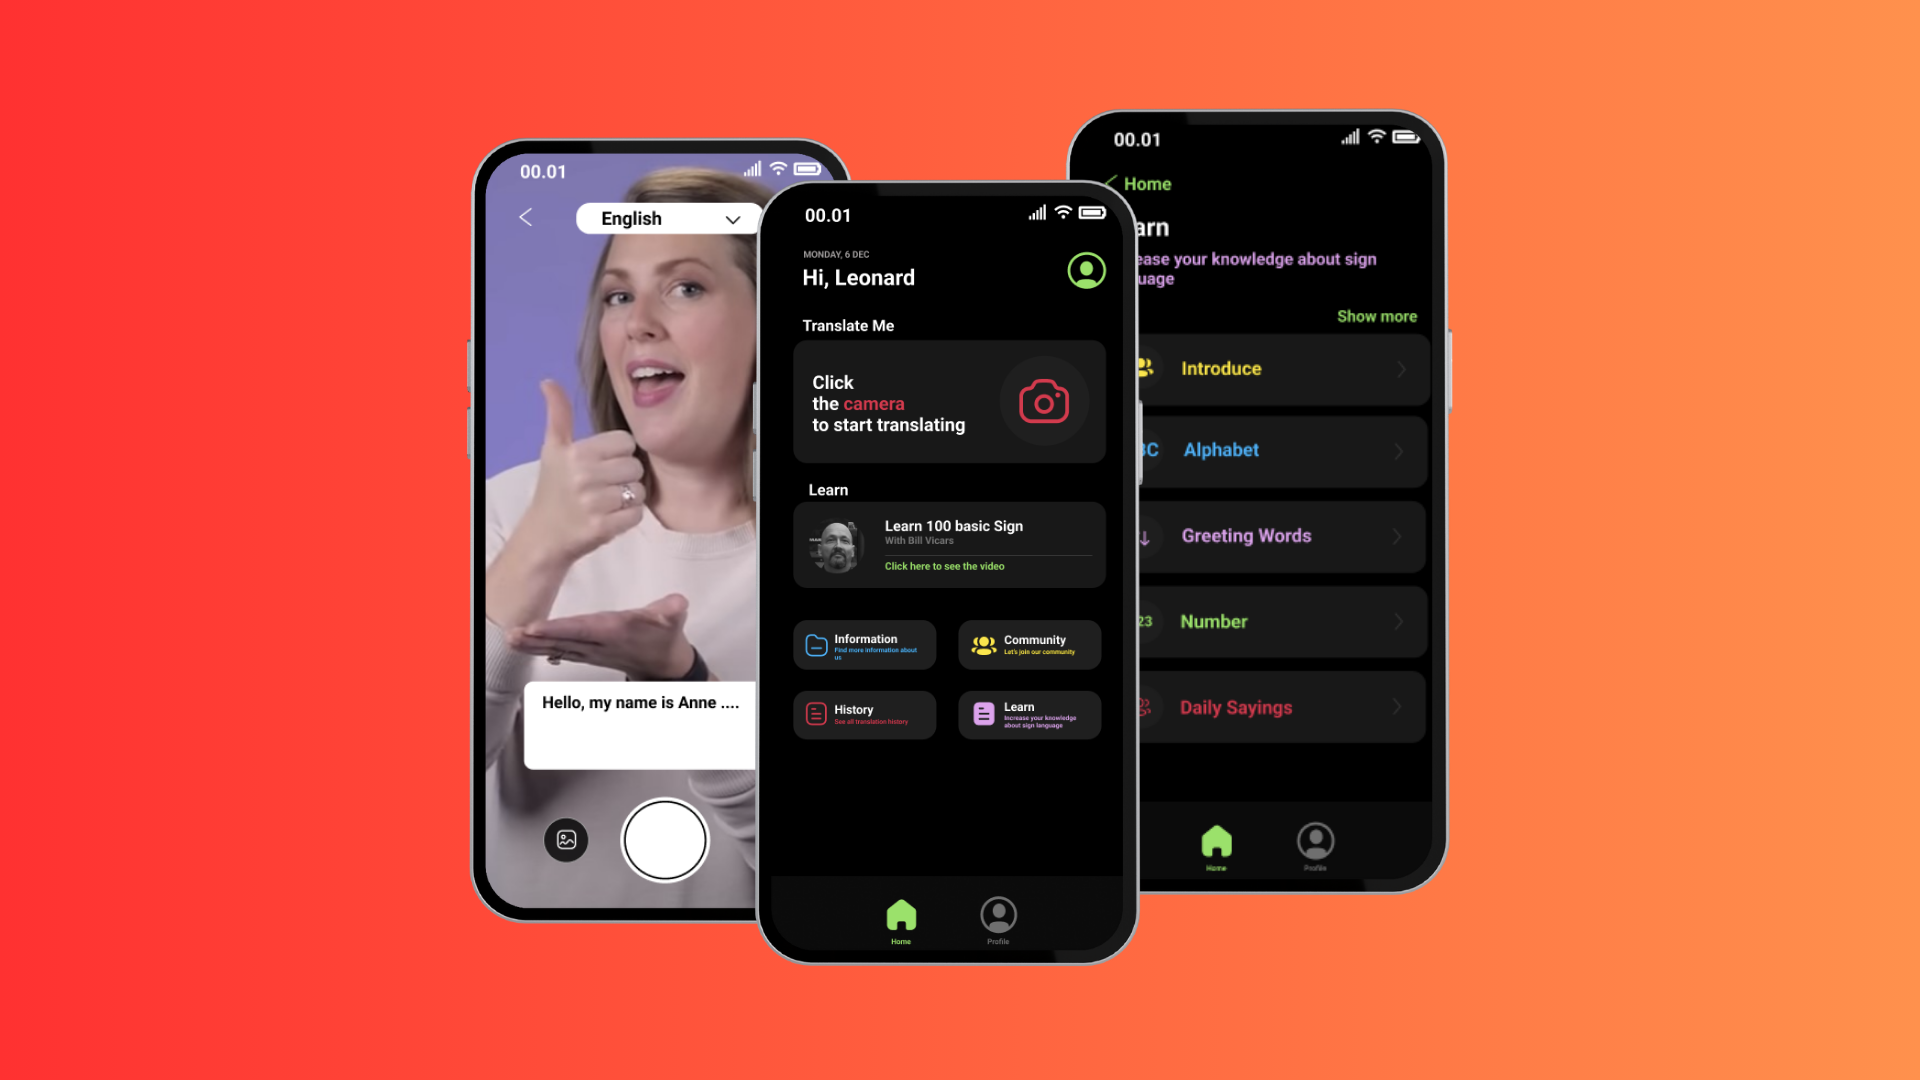 00.01
English
Hello, my name is Anne ....
00.01
MONDAY, 6 DEC
Hi, Leonard
Translate Me
Click
the camera
to start translating
Learn
Learn 100 basic Sign
With Bill Vicars
Click here to see the video
Information
Find more information about
us
Community
Let's join our community
History
See all translation history
Learn
Increase your knowledge
about sign language
Home
Profile
00.01
Home
arn
ease your knowledge about sign
uage
Show more
Introduce
BC
Alphabet
Greeting Words
23
Number
Daily Sayings
Home
Profile